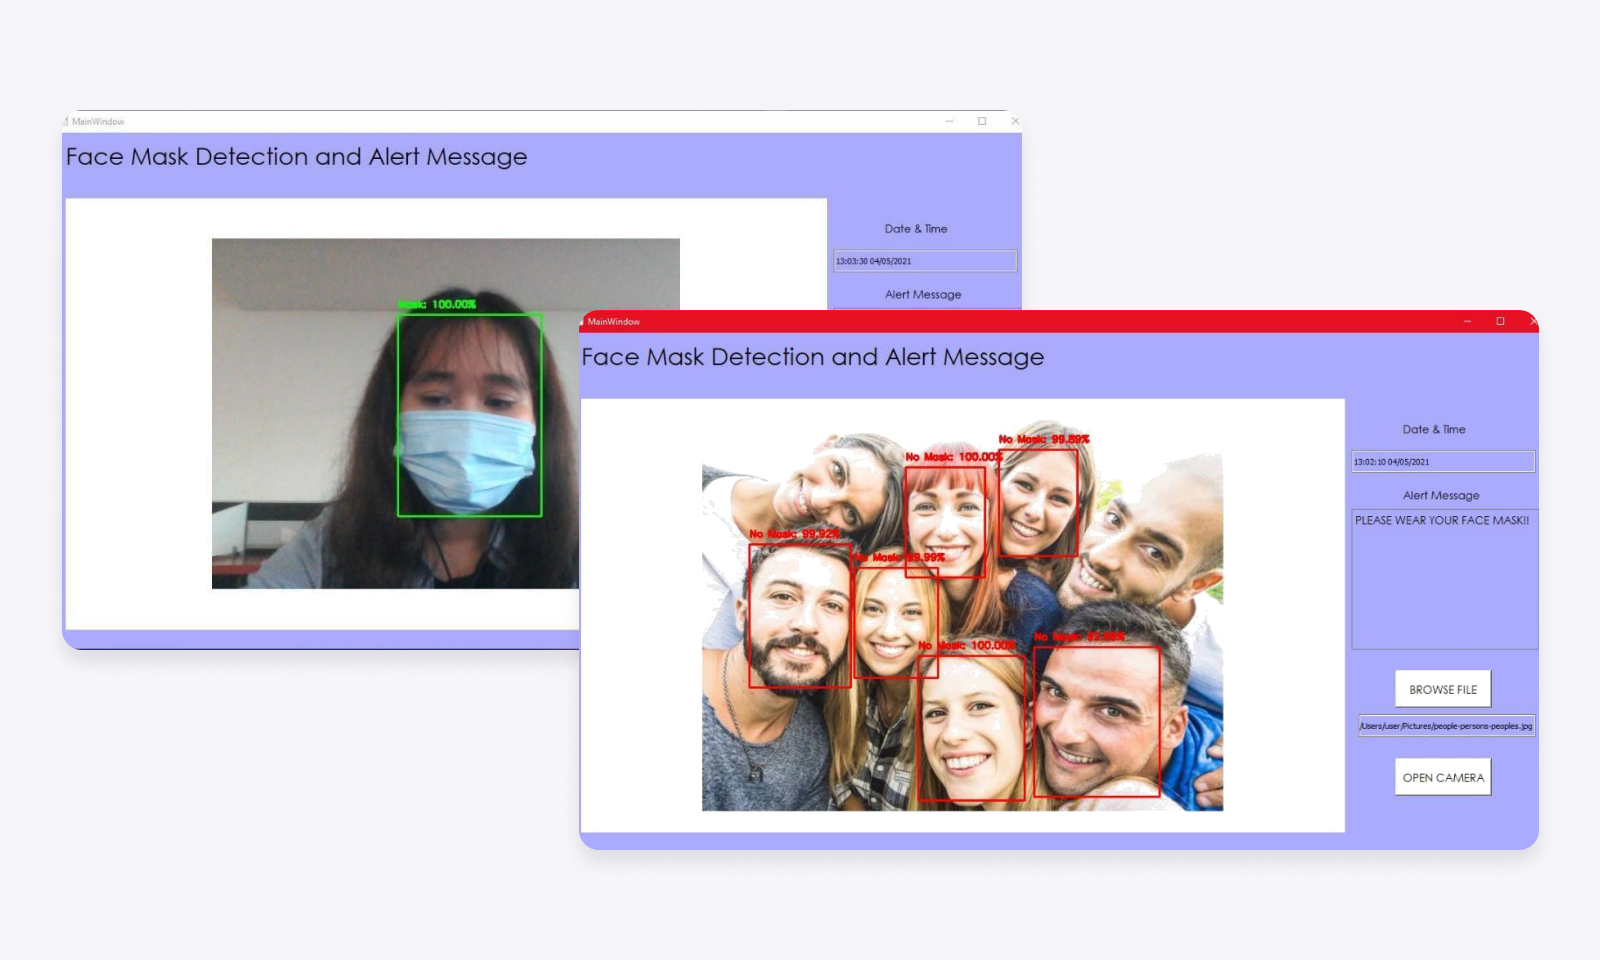 MainWindow
Face Mask Detection and Alert Message
Date & Time
13:03:30 04/05/2021
Alert Message
Mask: 100.00%
MainWindow
Face Mask Detection and Alert Message
Date & Time
13:02:10 04/05/2021
Alert Message
PLEASE WEAR YOUR FACE MASK!!
No Mask: 99.89%
No Mask: 100.00%
No Mask: 99.92%
No Mask: 99.99%
No Mask: 100.00%
No Mask:
BROWSE FILE
/Users/user/Pictures/people-persons-peoples.jpg
OPEN CAMERA